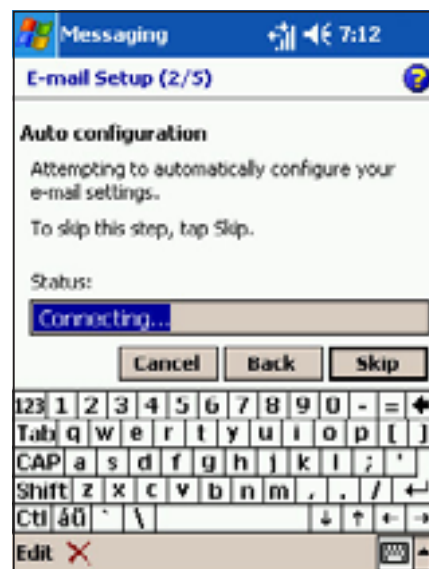 Messaging 7:12
E-mail Setup (2/5) ?
Auto configuration
Attempting to automatically configure your
e-mail settings.
To skip this step, tap Skip.
Status:
Connecting...
Cancel Back Skip
123 1 2 3 4 5 6 7 8 9 0 - =
Tab q w e r t y u i o p [ ]
CAP a s d f g h j k l ; '
Shift z x c v b n m , . /
Ctl áü ` \
Edit